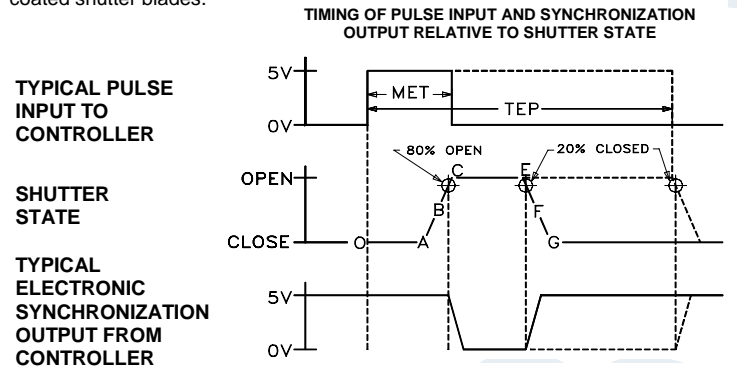 coated shutter blades.
TIMING OF PULSE INPUT AND SYNCHRONIZATION
OUTPUT RELATIVE TO SHUTTER STATE
TYPICAL PULSE
INPUT TO
CONTROLLER
5V
0V
MET
TEP
SHUTTER
STATE
OPEN
CLOSE
80% OPEN
20% CLOSED
O
A
B
C
E
F
G
TYPICAL
ELECTRONIC
SYNCHRONIZATION
OUTPUT FROM
CONTROLLER
5V
0V